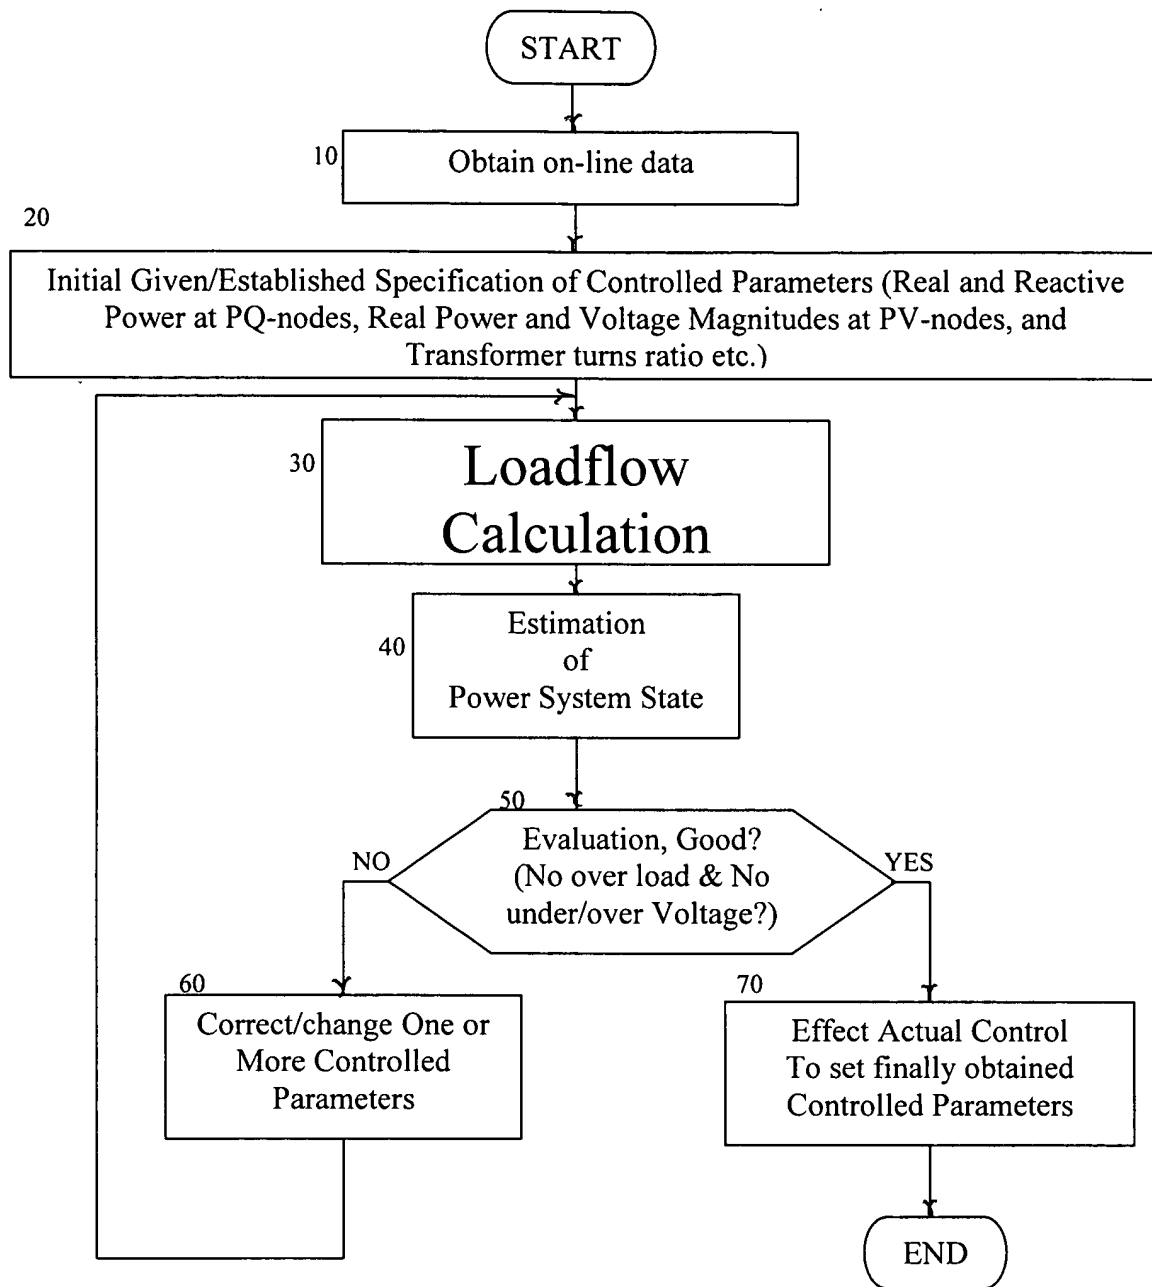 START
10
Obtain on-line data
20
Initial Given/Established Specification of Controlled Parameters (Real and Reactive
Power at PQ-nodes, Real Power and Voltage Magnitudes at PV-nodes, and
Transformer turns ratio etc.)
30
Loadflow
Calculation
40
Estimation
of
Power System State
50
Evaluation, Good?
(No over load & No
under/over Voltage?)
NO
YES
60
Correct/change One or
More Controlled
Parameters
70
Effect Actual Control
To set finally obtained
Controlled Parameters
END